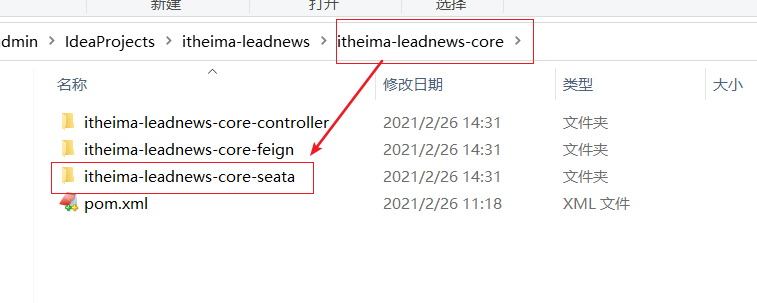 新建 打开 选择
dmin > IdeaProjects > itheima-leadnews > itheima-leadnews-core >
名称 修改日期 类型 大小
itheima-leadnews-core-controller 2021/2/26 14:31 文件夹
itheima-leadnews-core-feign 2021/2/26 14:31 文件夹
itheima-leadnews-core-seata 2021/2/26 14:31 文件夹
pom.xml 2021/2/26 11:18 XML 文件